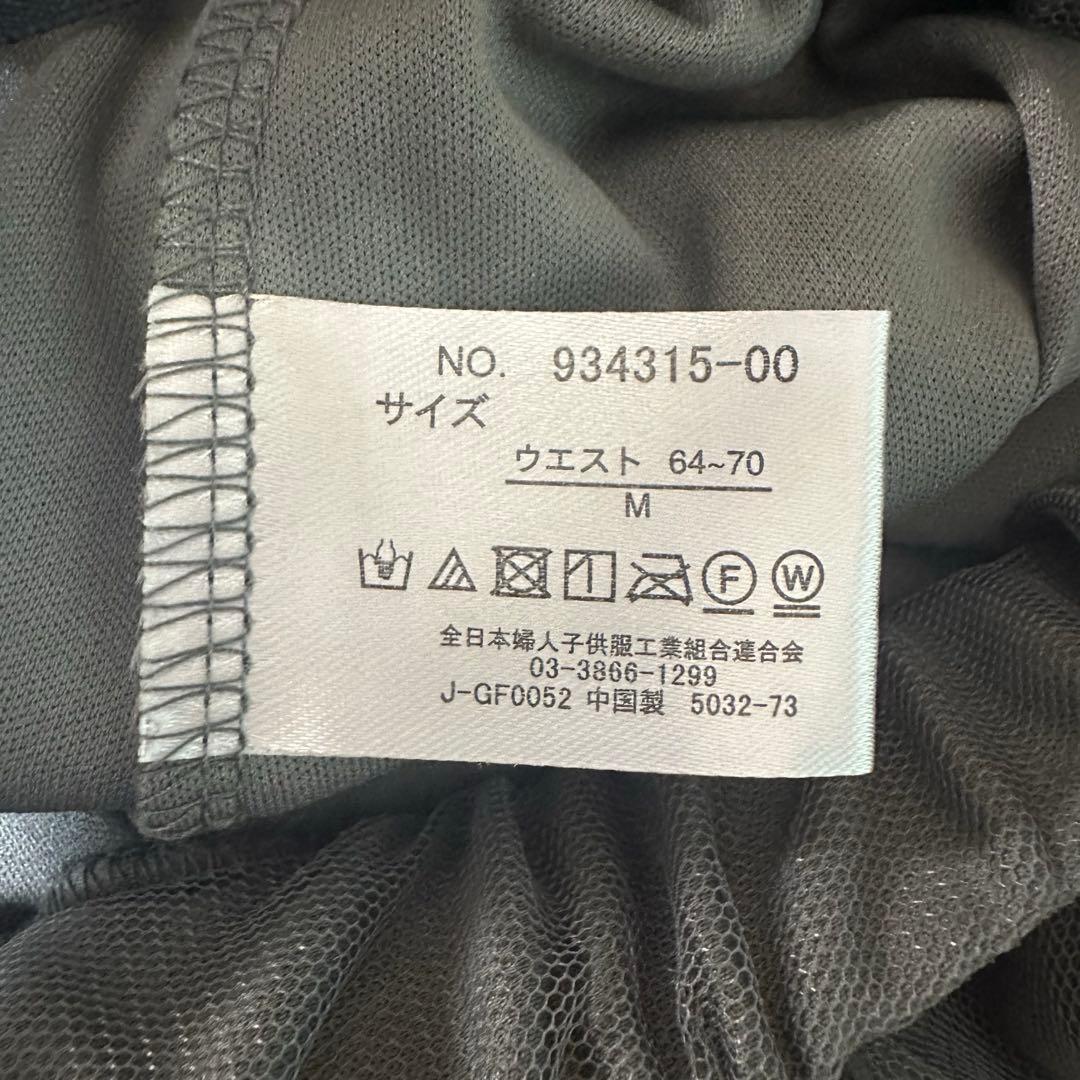 NO. 934315-00
サイズ
ウエスト 64~70
M
F W
全日本婦人子供服工業組合連合会
03-3866-1299
J-GF0052 中国製 5032-73